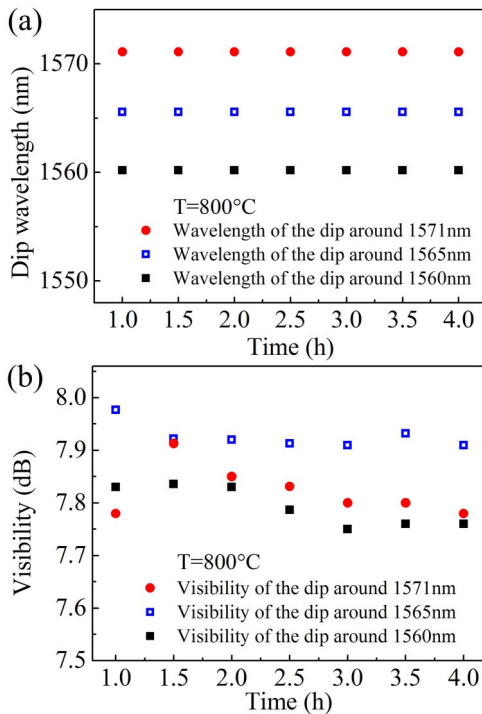 (a)
1570
1560
1550
Dip wavelength (nm)
T=800°C
Wavelength of the dip around 1571nm
Wavelength of the dip around 1565nm
Wavelength of the dip around 1560nm
1.0 1.5 2.0 2.5 3.0 3.5 4.0
Time (h)
(b)
8.0
7.9
7.8
7.7
7.6
7.5
Visibility (dB)
T=800°C
Visibility of the dip around 1571nm
Visibility of the dip around 1565nm
Visibility of the dip around 1560nm
1.0 1.5 2.0 2.5 3.0 3.5 4.0
Time (h)